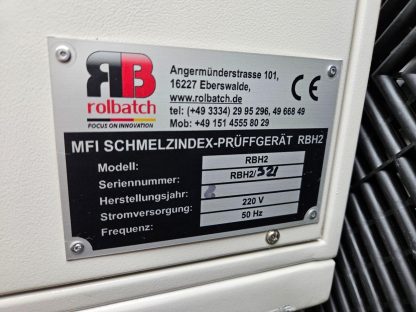 RB
rolbatch
FOCUS ON INNOVATION
Angermünderstrasse 101,
16227 Eberswalde,
www.rolbatch.de
tel: (+49 3334) 29 95 296, 49 668 49
Mob: +49 151 4555 80 29
CE
MFI SCHMELZINDEX-PRÜFFGERÄT RBH2
Modell: RBH2
Seriennummer: RBH2/321
Herstellungsjahr:
Stromversorgung: 220 V
Frequenz: 50 Hz